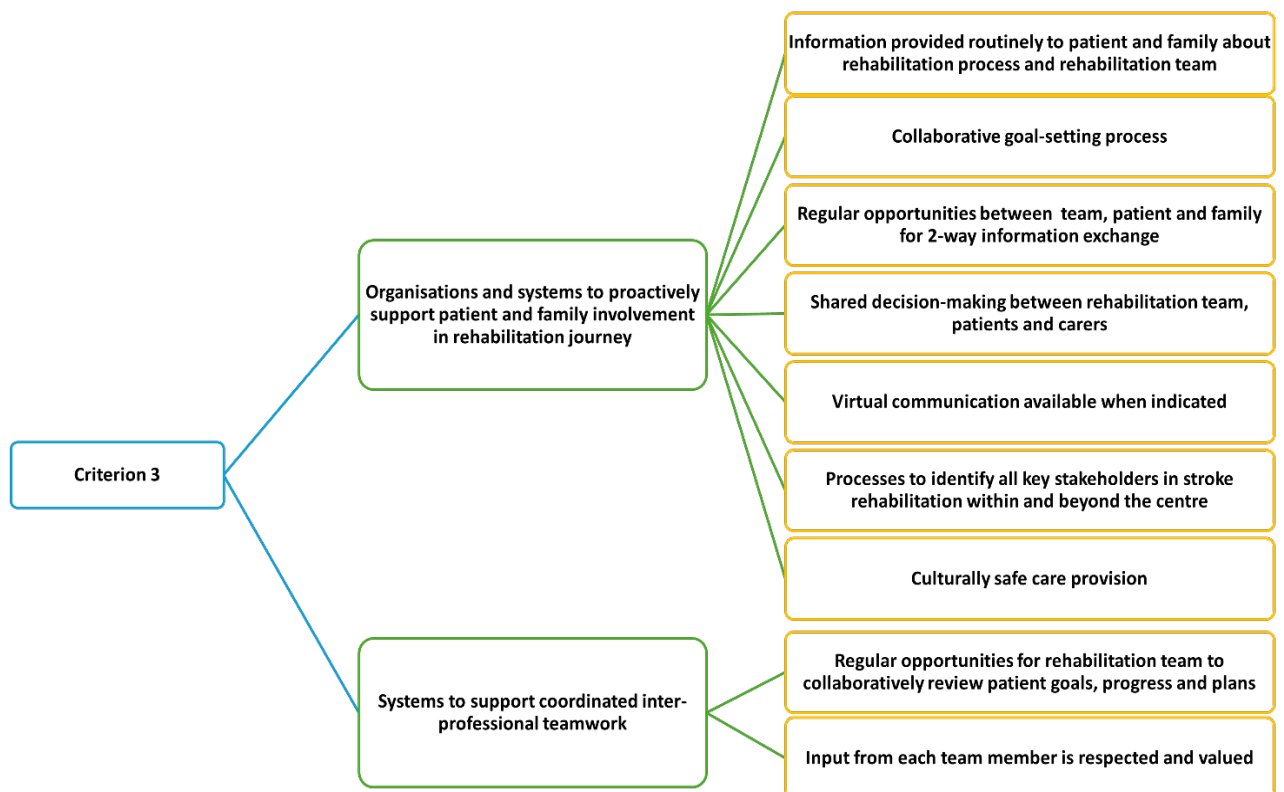 Information provided routinely to patient and family about
rehabilitation process and rehabilitation team
Collaborative goal-setting process
Regular opportunities between team, patient and family
for 2-way information exchange
Organisations and systems to proactively
support patient and family involvement
in rehabilitation journey
Shared decision-making between rehabilitation team,
patients and carers
Virtual communication available when indicated
Criterion 3
Processes to identify all key stakeholders in stroke
rehabilitation within and beyond the centre
Culturally safe care provision
Systems to support coordinated inter-
professional teamwork
Regular opportunities for rehabilitation team to
collaboratively review patient goals, progress and plans
Input from each team member is respected and valued